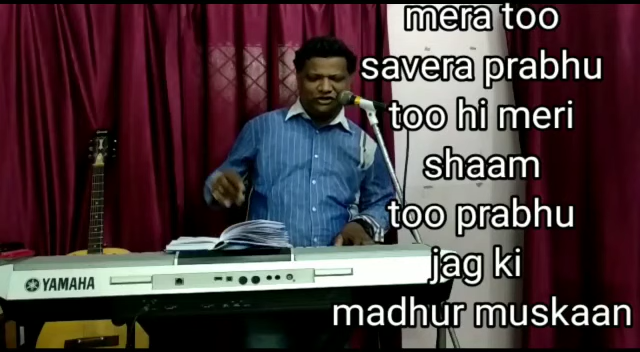 mera too
savera prabhu
too hi meri
shaam
too prabhu
jag ki
madhur muskaan
YAMAHA